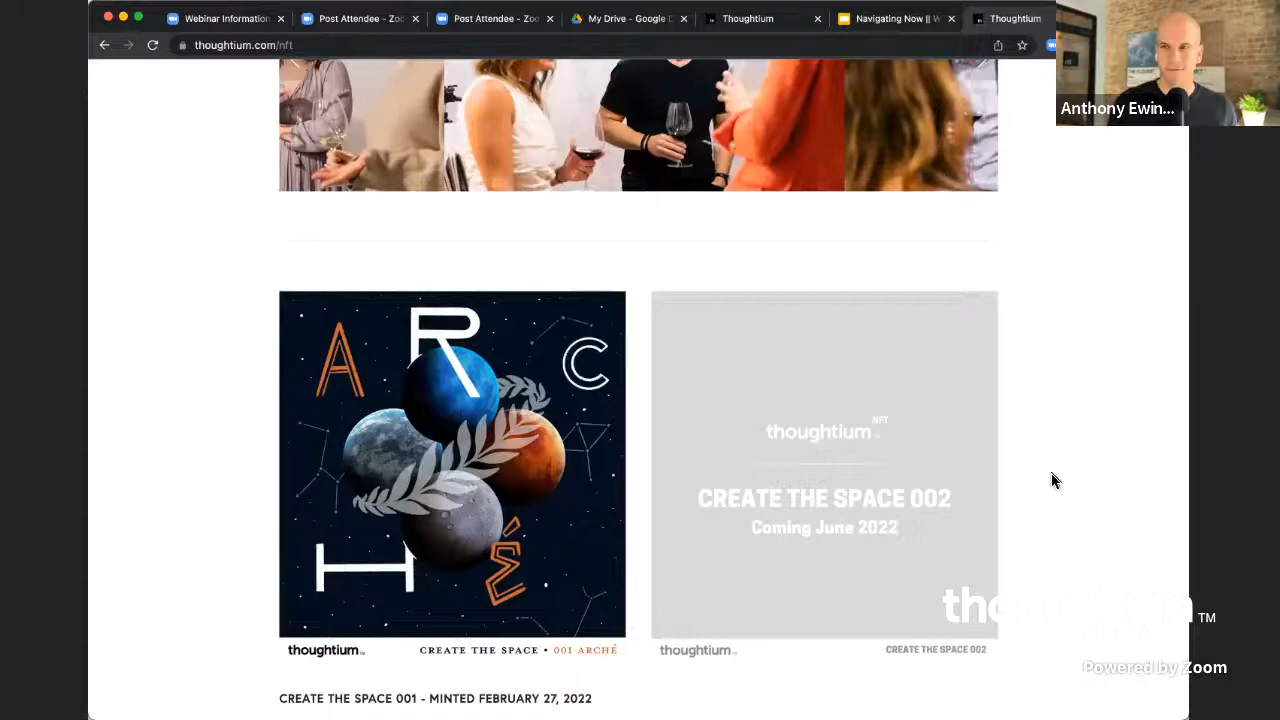 Webinar Information
Post Attendee - Zoo
Post Attendee - Zoo
My Drive - Google D
Thoughtium
Navigating Now ||
Thoughtium
thoughtium.com/nft
Anthony Ewin...
A R C
H É
thoughtium
CREATE THE SPACE • 001 ARCHÉ
thoughtium NFT
CREATE THE SPACE 002
Coming June 2022
thoughtium
CREATE THE SPACE 002
TM
Powered by Zoom
CREATE THE SPACE 001 - MINTED FEBRUARY 27, 2022